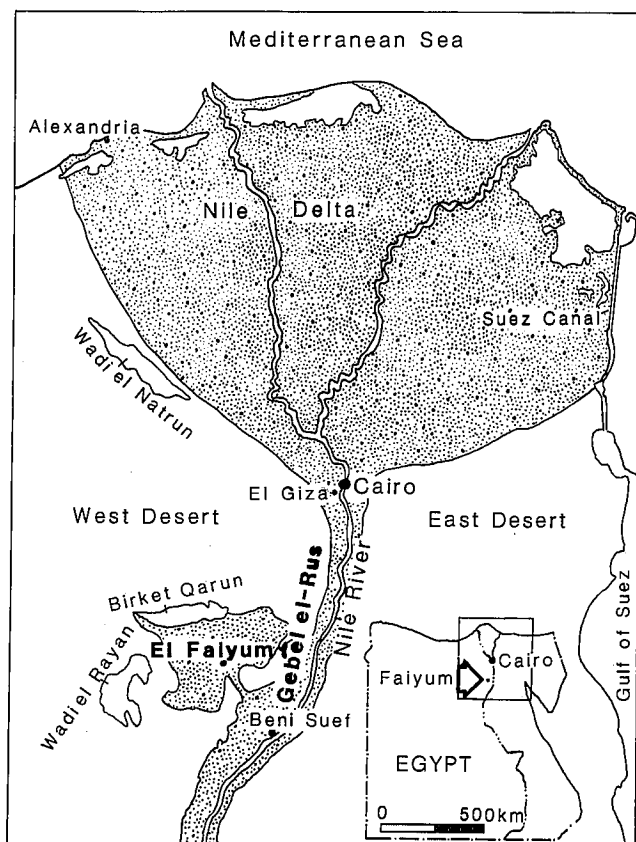 Mediterranean Sea
Alexandria
Nile Delta
Suez Canal
Wadi el Natrun
El Giza
Cairo
West Desert
East Desert
Gebel el-Rus
Nile River
Birket Qarun
El Faiyum
Wadi el Rayan
Beni Suef
Gulf of Suez
Cairo
Faiyum
EGYPT
0 500km